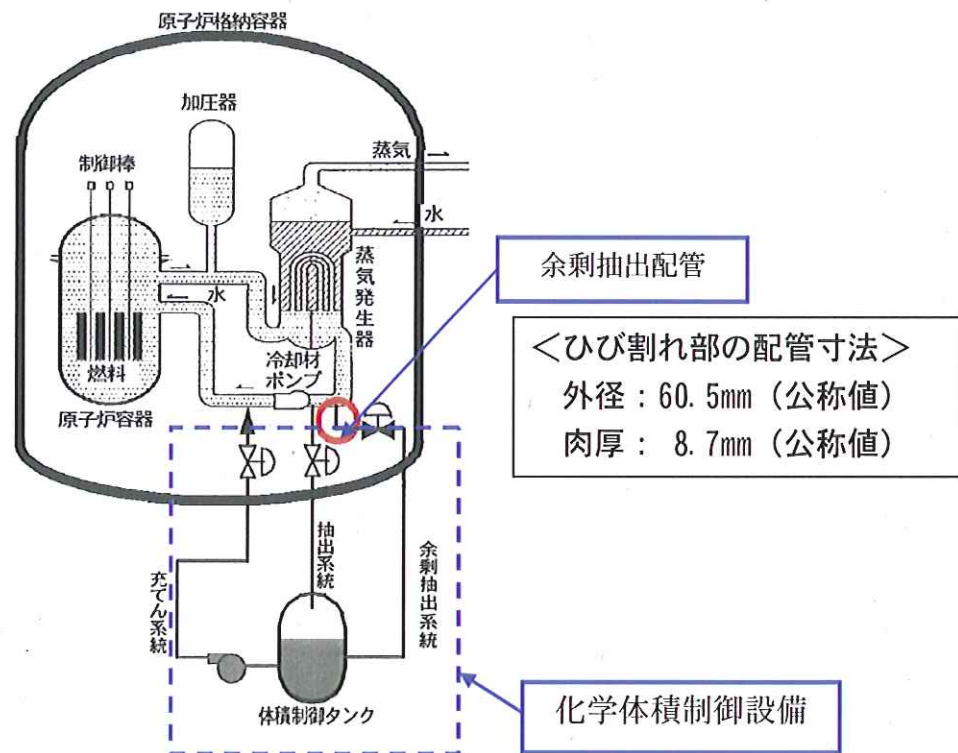 原子炉格納容器
加圧器
制御棒
蒸気
水
蒸気発生器
水
冷却材
ポンプ
燃料
原子炉容器
余剰抽出配管
<ひび割れ部の配管寸法>
外径：60.5mm（公称値）
肉厚： 8.7mm（公称値）
充てん系統
抽出系統
余剰抽出系統
体積制御タンク
化学体積制御設備